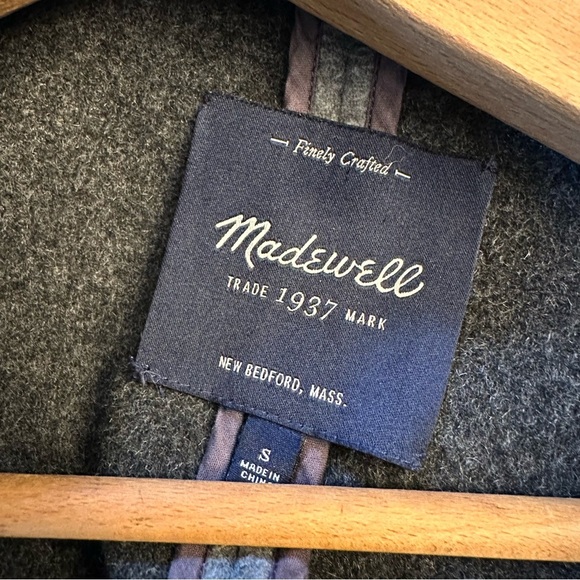 Finely Crafted
Madewell
TRADE 1937 MARK
NEW BEDFORD, MASS.
S
MADE IN
CHINA